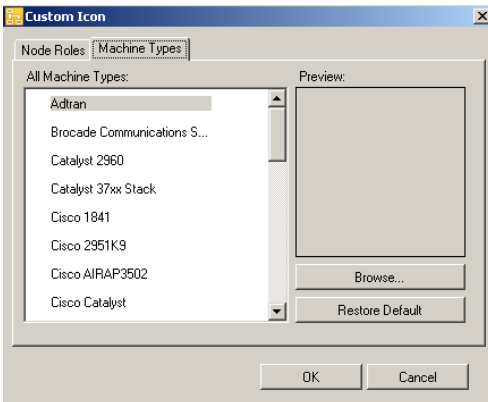 Custom Icon
Node Roles
Machine Types
All Machine Types:
Preview:
Adtran
Brocade Communications S...
Catalyst 2960
Catalyst 37xx Stack
Cisco 1841
Cisco 2951K9
Cisco AIRAP3502
Cisco Catalyst
Browse...
Restore Default
OK
Cancel